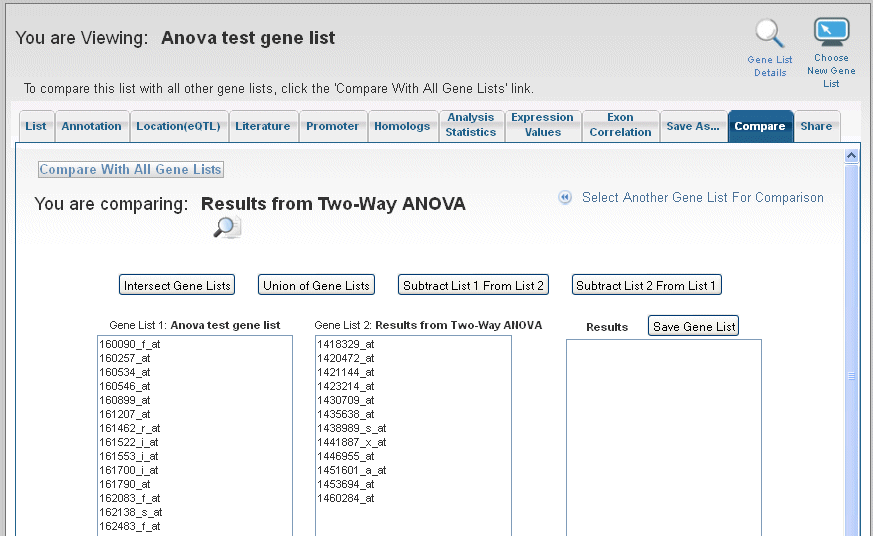 You are Viewing: Anova test gene list
Gene List Details
Choose New Gene List
To compare this list with all other gene lists, click the 'Compare With All Gene Lists' link.
List Annotation Location(eQTL) Literature Promoter Homologs Analysis Statistics Expression Values Exon Correlation Save As... Compare Share
Compare With All Gene Lists
You are comparing: Results from Two-Way ANOVA
Select Another Gene List For Comparison
Intersect Gene Lists Union of Gene Lists Subtract List 1 From List 2 Subtract List 2 From List 1
Gene List 1: Anova test gene list
160090_f_at
160257_at
160534_at
160546_at
160899_at
161207_at
161462_r_at
161522_i_at
161553_i_at
161700_i_at
161790_at
162083_f_at
162138_s_at
162483_f_at
Gene List 2: Results from Two-Way ANOVA
1418329_at
1420472_at
1421144_at
1423214_at
1430709_at
1435638_at
1438989_s_at
1441887_x_at
1446955_at
1451601_a_at
1453694_at
1460284_at
Results Save Gene List